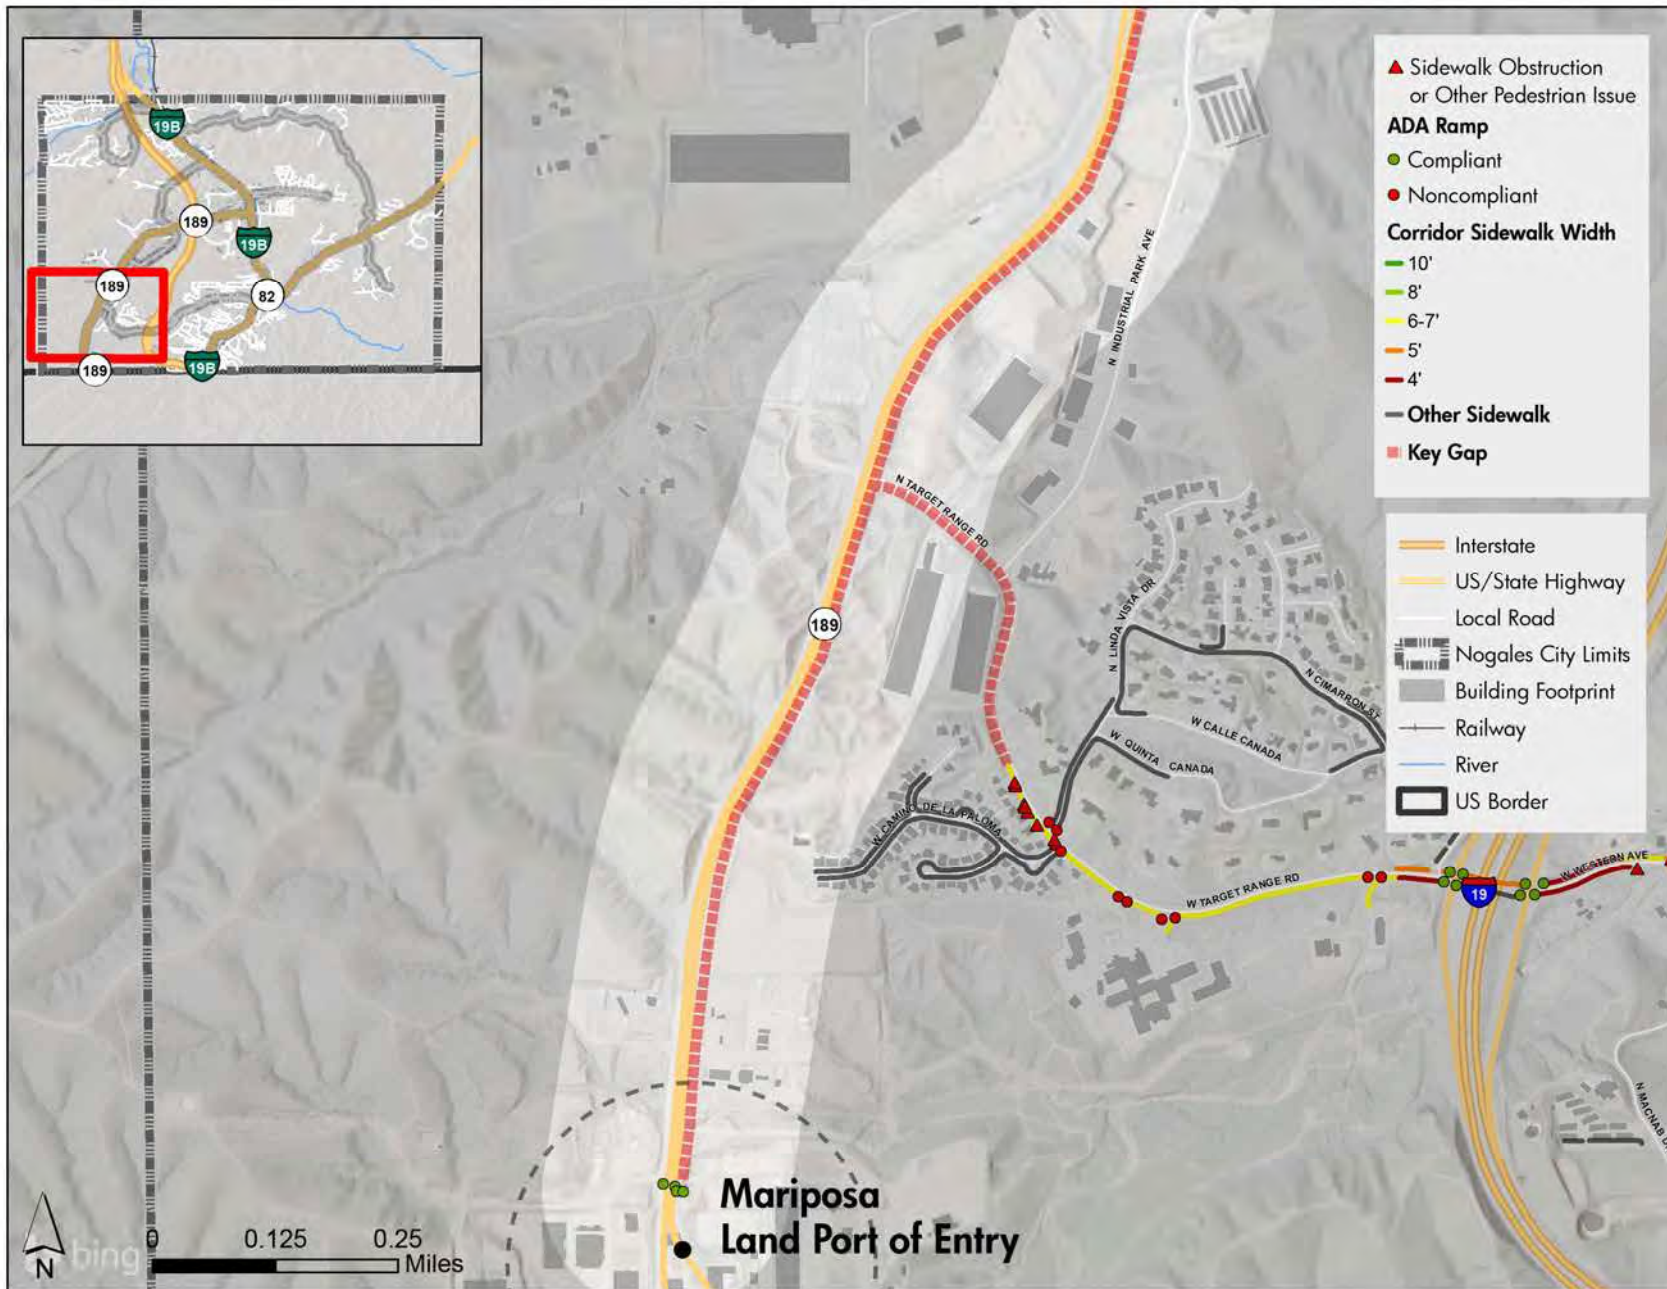 19B
189
19B
189
82
189
19B
Sidewalk Obstruction
or Other Pedestrian Issue
ADA Ramp
Compliant
Noncompliant
Corridor Sidewalk Width
10'
8'
6-7'
5'
4'
Other Sidewalk
Key Gap
Interstate
US/State Highway
Local Road
Nogales City Limits
Building Footprint
Railway
River
US Border
N INDUSTRIAL PARK AVE
N TARGET RANGE RD
189
N LINDA VISTA DR
N CIMARRON ST
W CALLE CANADA
W QUINTA CANADA
W CAMINO DE LA PALOMA
W TARGET RANGE RD
W WESTERN AVE
19
N MACNAB
Mariposa
Land Port of Entry
N
bing
0 0.125 0.25
Miles